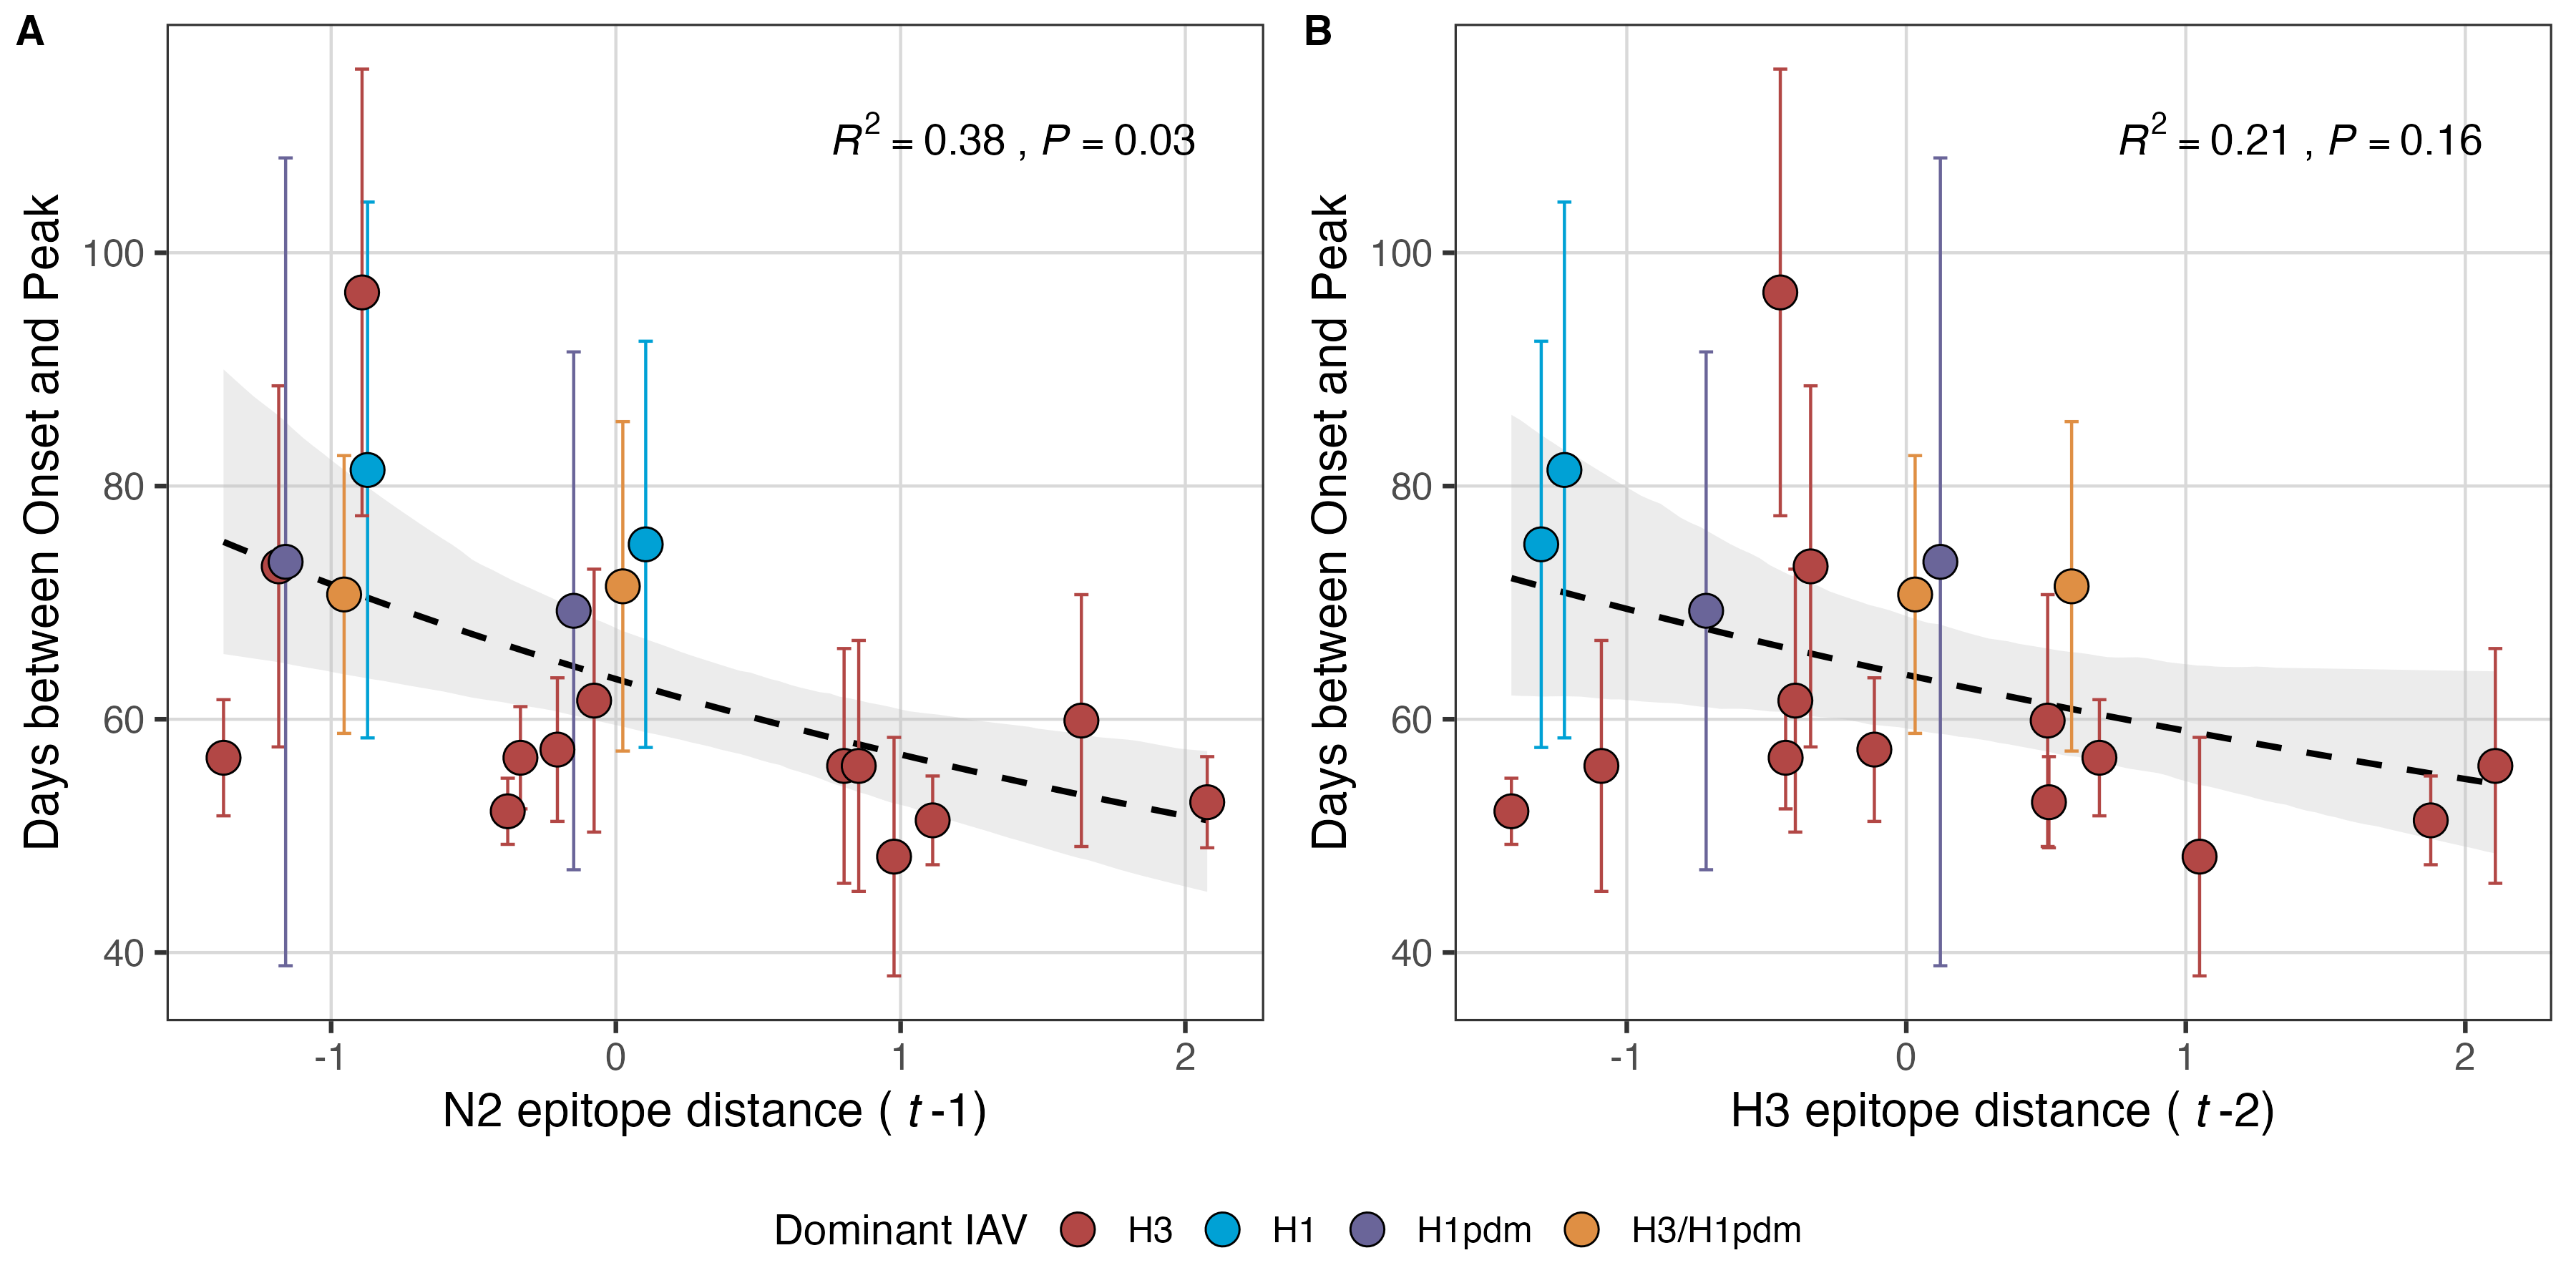 A
R² = 0.38 , P = 0.03
Days between Onset and Peak
100
80
60
40
-1 0 1 2
N2 epitope distance ( t -1)
B
R² = 0.21 , P = 0.16
Days between Onset and Peak
100
80
60
40
-1 0 1 2
H3 epitope distance ( t -2)
Dominant IAV H3 H1 H1pdm H3/H1pdm